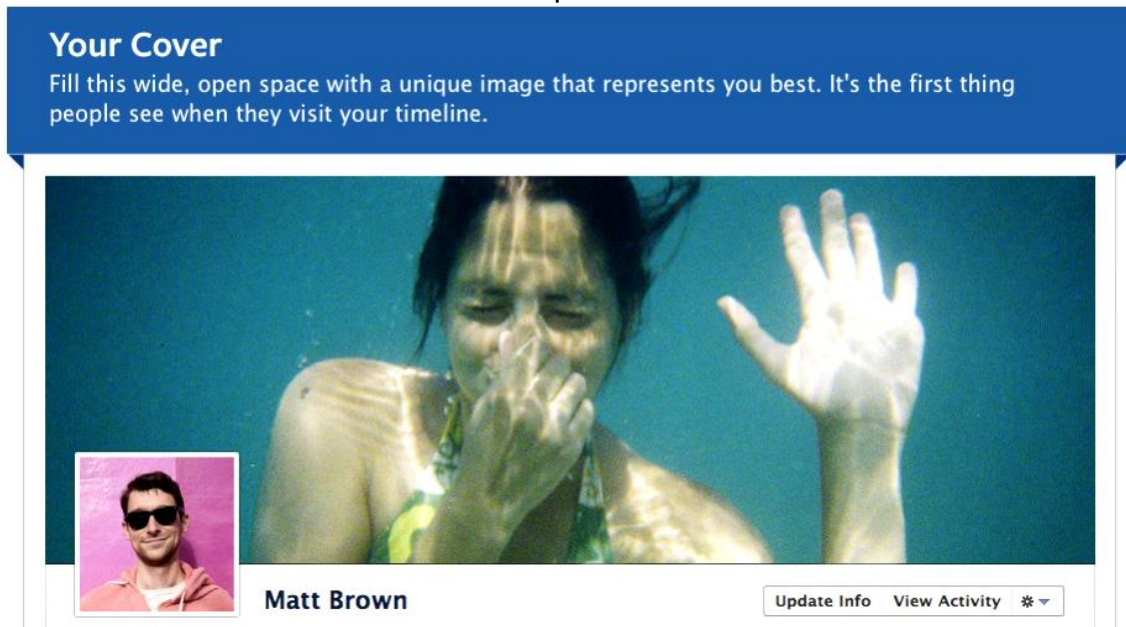 Your Cover
Fill this wide, open space with a unique image that represents you best. It's the first thing
people see when they visit your timeline.
Matt Brown
Update Info View Activity